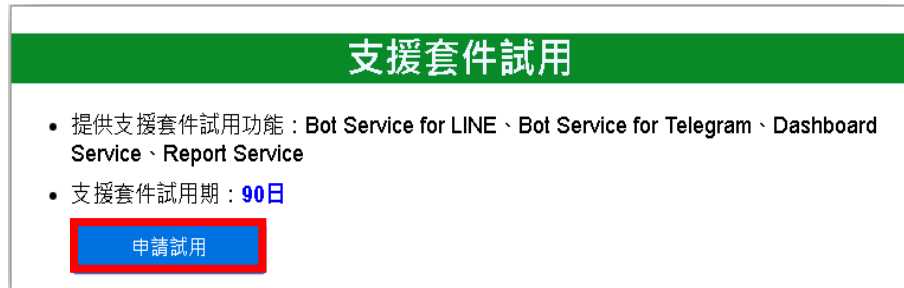 支援套件試用
• 提供支援套件試用功能：Bot Service for LINE、Bot Service for Telegram、Dashboard
Service、Report Service
• 支援套件試用期：90日
申請試用